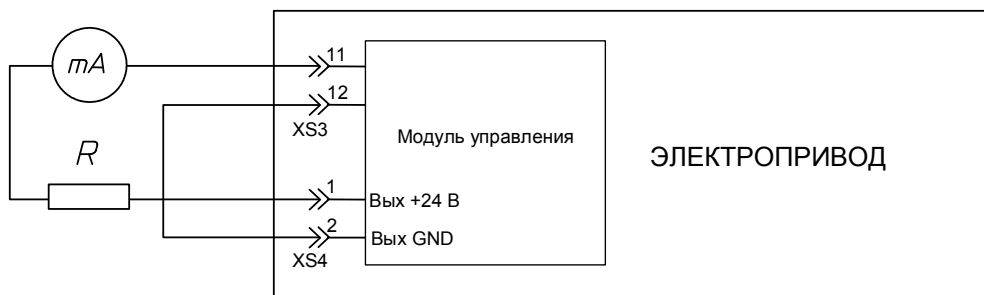 mA
11
12
XS3
Модуль управления
ЭЛЕКТРОПРИВОД
R
1
Вых +24 В
2
Вых GND
XS4